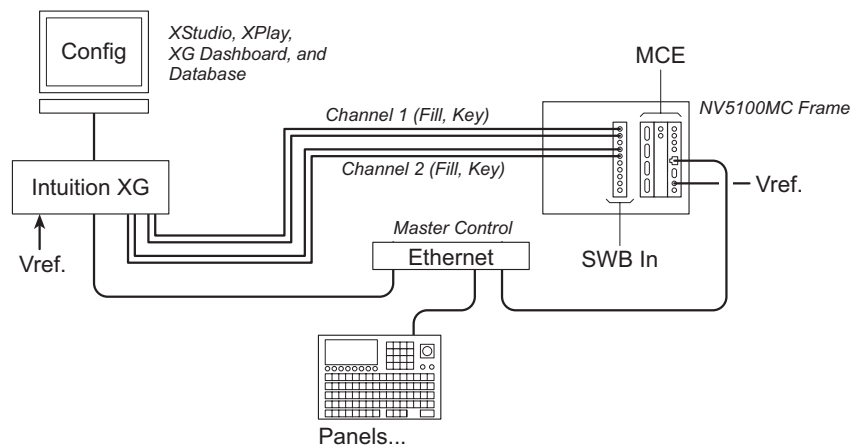 Config
XStudio, XPlay,
XG Dashboard, and
Database
MCE
NV5100MC Frame
Channel 1 (Fill, Key)
Channel 2 (Fill, Key)
Intuition XG
Vref.
Vref.
Master Control
Ethernet
SWB In
Panels...